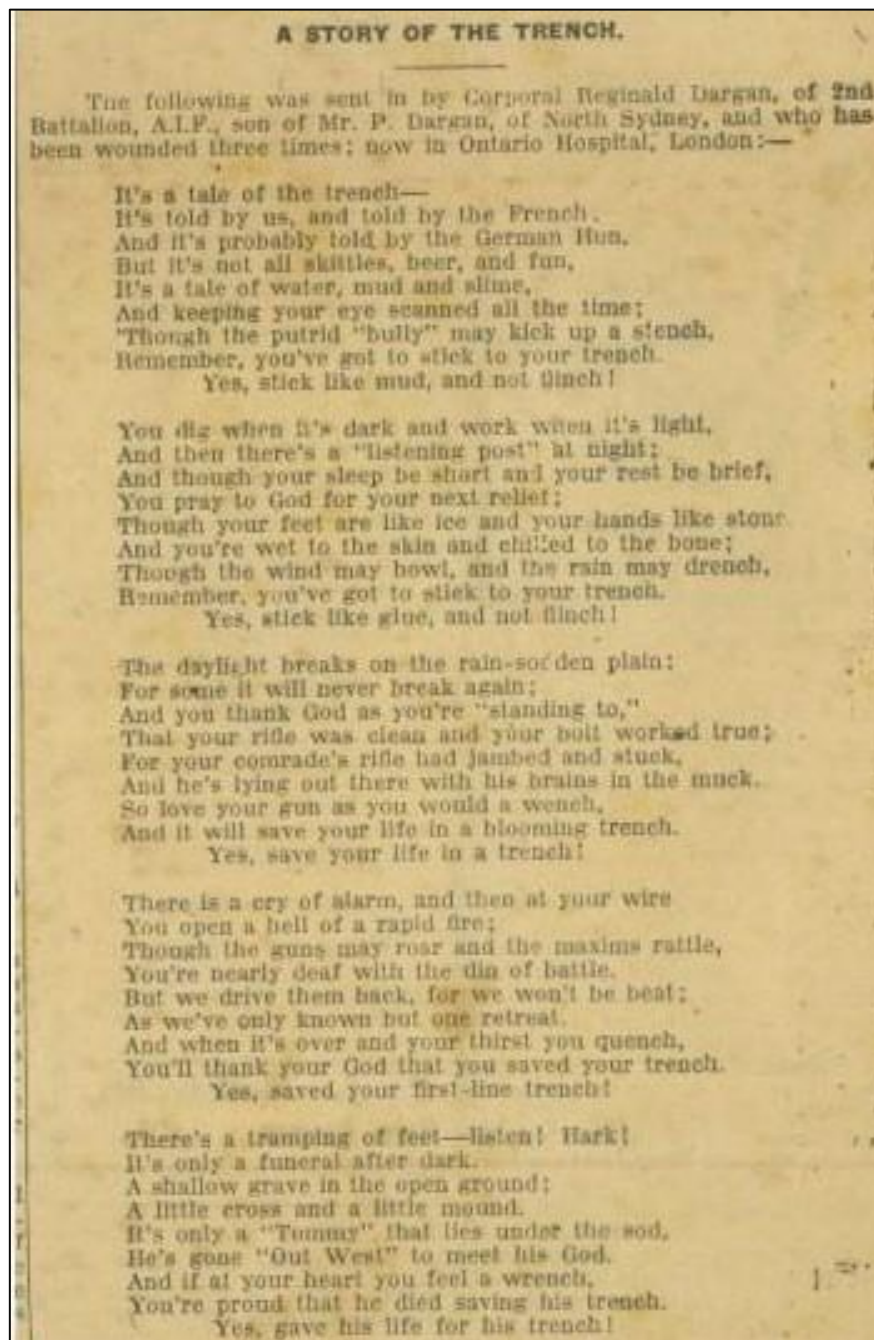 A STORY OF THE TRENCH.
The following was sent in by Corporal Reginald Dargan, of 2nd
Battalion, A.I.F., son of Mr. P. Dargan, of North Sydney, and who has
been wounded three times; now in Ontario Hospital, London:—
It's a tale of the trench—
It's told by us, and told by the French.
And it's probably told by the German Hun,
But it's not all skittles, beer, and fun,
It's a tale of water, mud and slime,
And keeping your eye scanned all the time;
'Though the putrid "bully" may kick up a stench,
Remember, you've got to stick to your trench.
Yes, stick like mud, and not flinch!
You dig when it's dark and work when it's light,
And then there's a "listening post" at night;
And though your sleep be short and your rest be brief,
You pray to God for your next relief;
Though your feet are like ice and your hands like stone
And you're wet to the skin and chilled to the bone;
Though the wind may howl, and the rain may drench,
Remember, you've got to stick to your trench.
Yes, stick like glue, and not flinch!
The daylight breaks on the rain-sodden plain;
For some it will never break again;
And you thank God as you're "standing to,"
That your rifle was clean and your bolt worked true;
For your comrade's rifle had jambed and stuck,
And he's lying out there with his brains in the muck.
So love your gun as you would a wench,
And it will save your life in a blooming trench.
Yes, save your life in a trench!
There is a cry of alarm, and then at your wire
You open a hell of a rapid fire;
Though the guns may roar and the maxims rattle,
You're nearly deaf with the din of battle.
But we drive them back, for we won't be beat;
As we've only known but one retreat.
And when it's over and your thirst you quench,
You'll thank your God that you saved your trench.
Yes, saved your first-line trench!
There's a tramping of feet—listen! Hark!
It's only a funeral after dark.
A shallow grave in the open ground;
A little cross and a little mound.
It's only a "Tommy" that lies under the sod,
He's gone "Out West" to meet his God.
And if at your heart you feel a wrench,
You're proud that he died saving his trench.
Yes, gave his life for his trench!